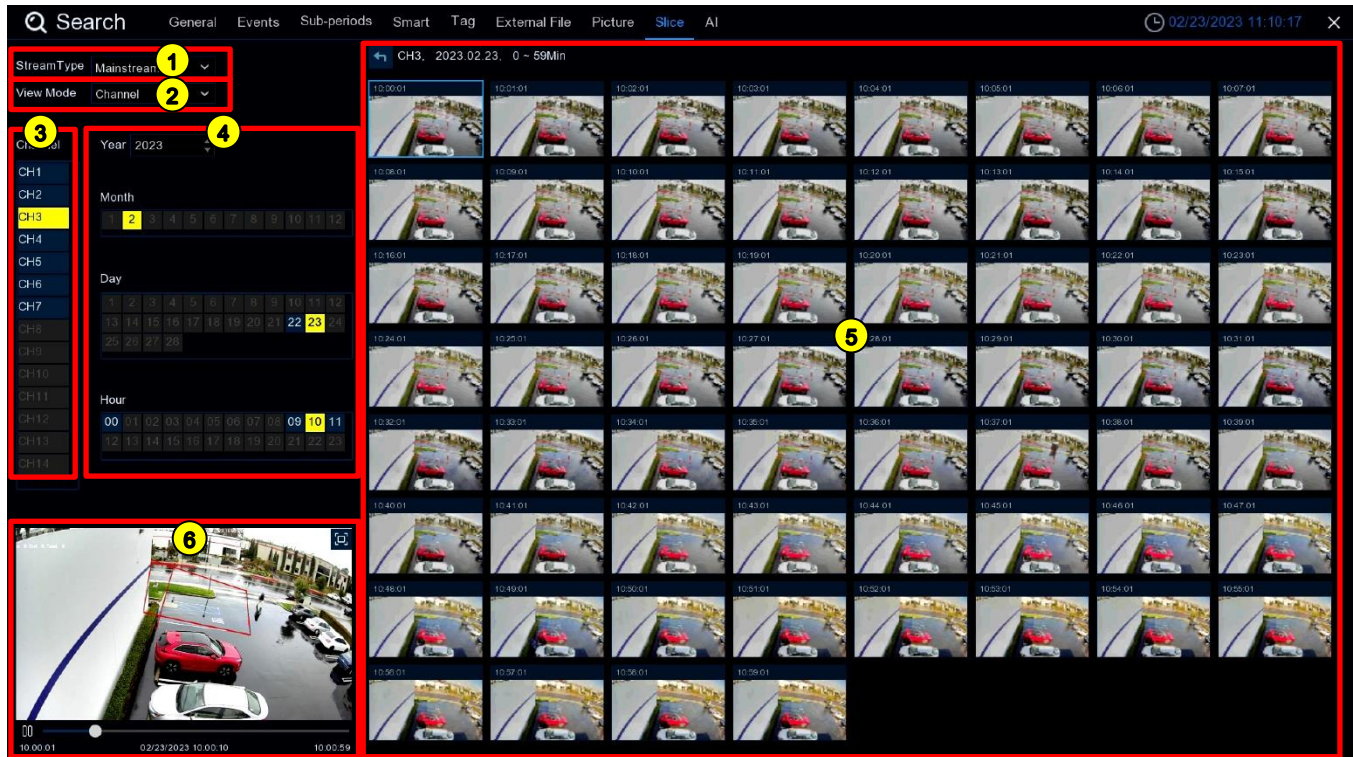 Search General Events Sub-periods Smart Tag External File Picture Slice AI 02/23/2023 11:10:17
StreamType Mainstream 1
View Mode Channel 2
3
4
5
6
CH1
CH2
CH3
CH4
CH5
CH6
CH7
CH8
CH9
CH10
CH11
CH12
CH13
CH14
Year 2023
Month
1 2 3 4 5 6 7 8 9 10 11 12
Day
1 2 3 4 5 6 7 8 9 10 11 12
13 14 15 16 17 18 19 20 21 22 23 24
25 26 27 28
Hour
00 01 02 03 04 05 06 07 08 09 10 11
12 13 14 15 16 17 18 19 20 21 22 23
10:00:01 02/23/2023 10:00:10 10:00:59
CH3, 2023.02.23, 0 ~ 59Min
10:00:01 10:01:01 10:02:01 10:03:01 10:04:01 10:05:01 10:06:01 10:07:01
10:08:01 10:09:01 10:10:01 10:11:01 10:12:01 10:13:01 10:14:01 10:15:01
10:16:01 10:17:01 10:18:01 10:19:01 10:20:01 10:21:01 10:22:01 10:23:01
10:24:01 10:25:01 10:26:01 10:27:01 :28:01 10:29:01 10:30:01 10:31:01
10:32:01 10:33:01 10:34:01 10:35:01 10:36:01 10:37:01 10:38:01 10:39:01
10:40:01 10:41:01 10:42:01 10:43:01 10:44:01 10:45:01 10:46:01 10:47:01
10:48:01 10:49:01 10:50:01 10:51:01 10:52:01 10:53:01 10:54:01 10:55:01
10:56:01 10:57:01 10:58:01 10:59:01